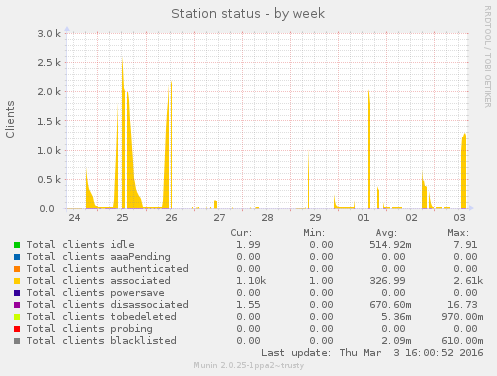 Station status - by week
RRDTOOL / TOBI OETIKER
Clients
3.0 k
2.5 k
2.0 k
1.5 k
1.0 k
0.5 k
0.0
24 25 26 27 28 29 01 02 03
Cur: Min: Avg: Max:
Total clients idle 1.99 0.00 514.92m 7.91
Total clients aaaPending 0.00 0.00 0.00 0.00
Total clients authenticated 0.00 0.00 0.00 0.00
Total clients associated 1.10k 1.00 326.99 2.61k
Total clients powersave 0.00 0.00 0.00 0.00
Total clients disassociated 1.55 0.00 670.60m 16.73
Total clients tobedeleted 0.00 0.00 5.36m 970.00m
Total clients probing 0.00 0.00 0.00 0.00
Total clients blacklisted 0.00 0.00 2.09m 610.00m
Last update: Thu Mar 3 16:00:52 2016
Munin 2.0.25-1ppa2~trusty